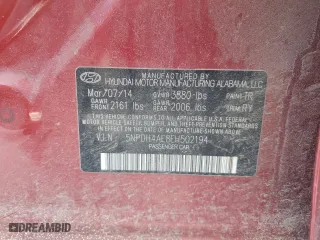 MANUFACTURED BY
HYUNDAI MOTOR MANUFACTURING ALABAMA, LLC
Mar/07/14 GVWR 3880 lbs PAINT: TR
GAWR FRONT 2161 lbs GAWR REAR 2006 lbs TRIM: RY
THIS VEHICLE CONFORMS TO ALL APPLICABLE U.S. FEDERAL
MOTOR VEHICLE SAFETY, BUMPER, AND THEFT PREVENTION
STANDARDS IN EFFECT ON THE DATE OF MANUFACTURE SHOWN
ABOVE.
V.I.N. : 5NPDH4AE8EH502194
PASSENGER CAR